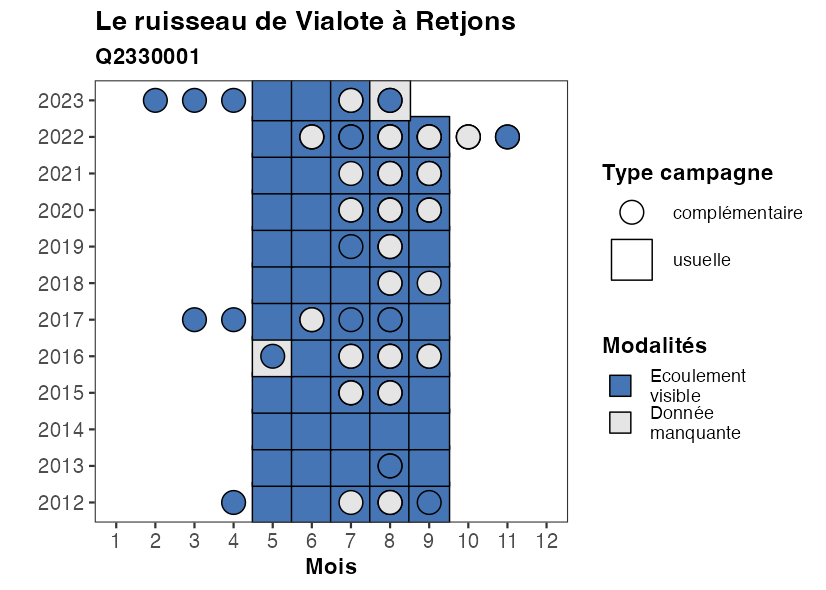 Le ruisseau de Vialote à Retjons
Q2330001
2023
2022
2021
2020
2019
2018
2017
2016
2015
2014
2013
2012
1 2 3 4 5 6 7 8 9 10 11 12
Mois
Type campagne
complémentaire
usuelle
Modalités
Ecoulement
visible
Donnée
manquante